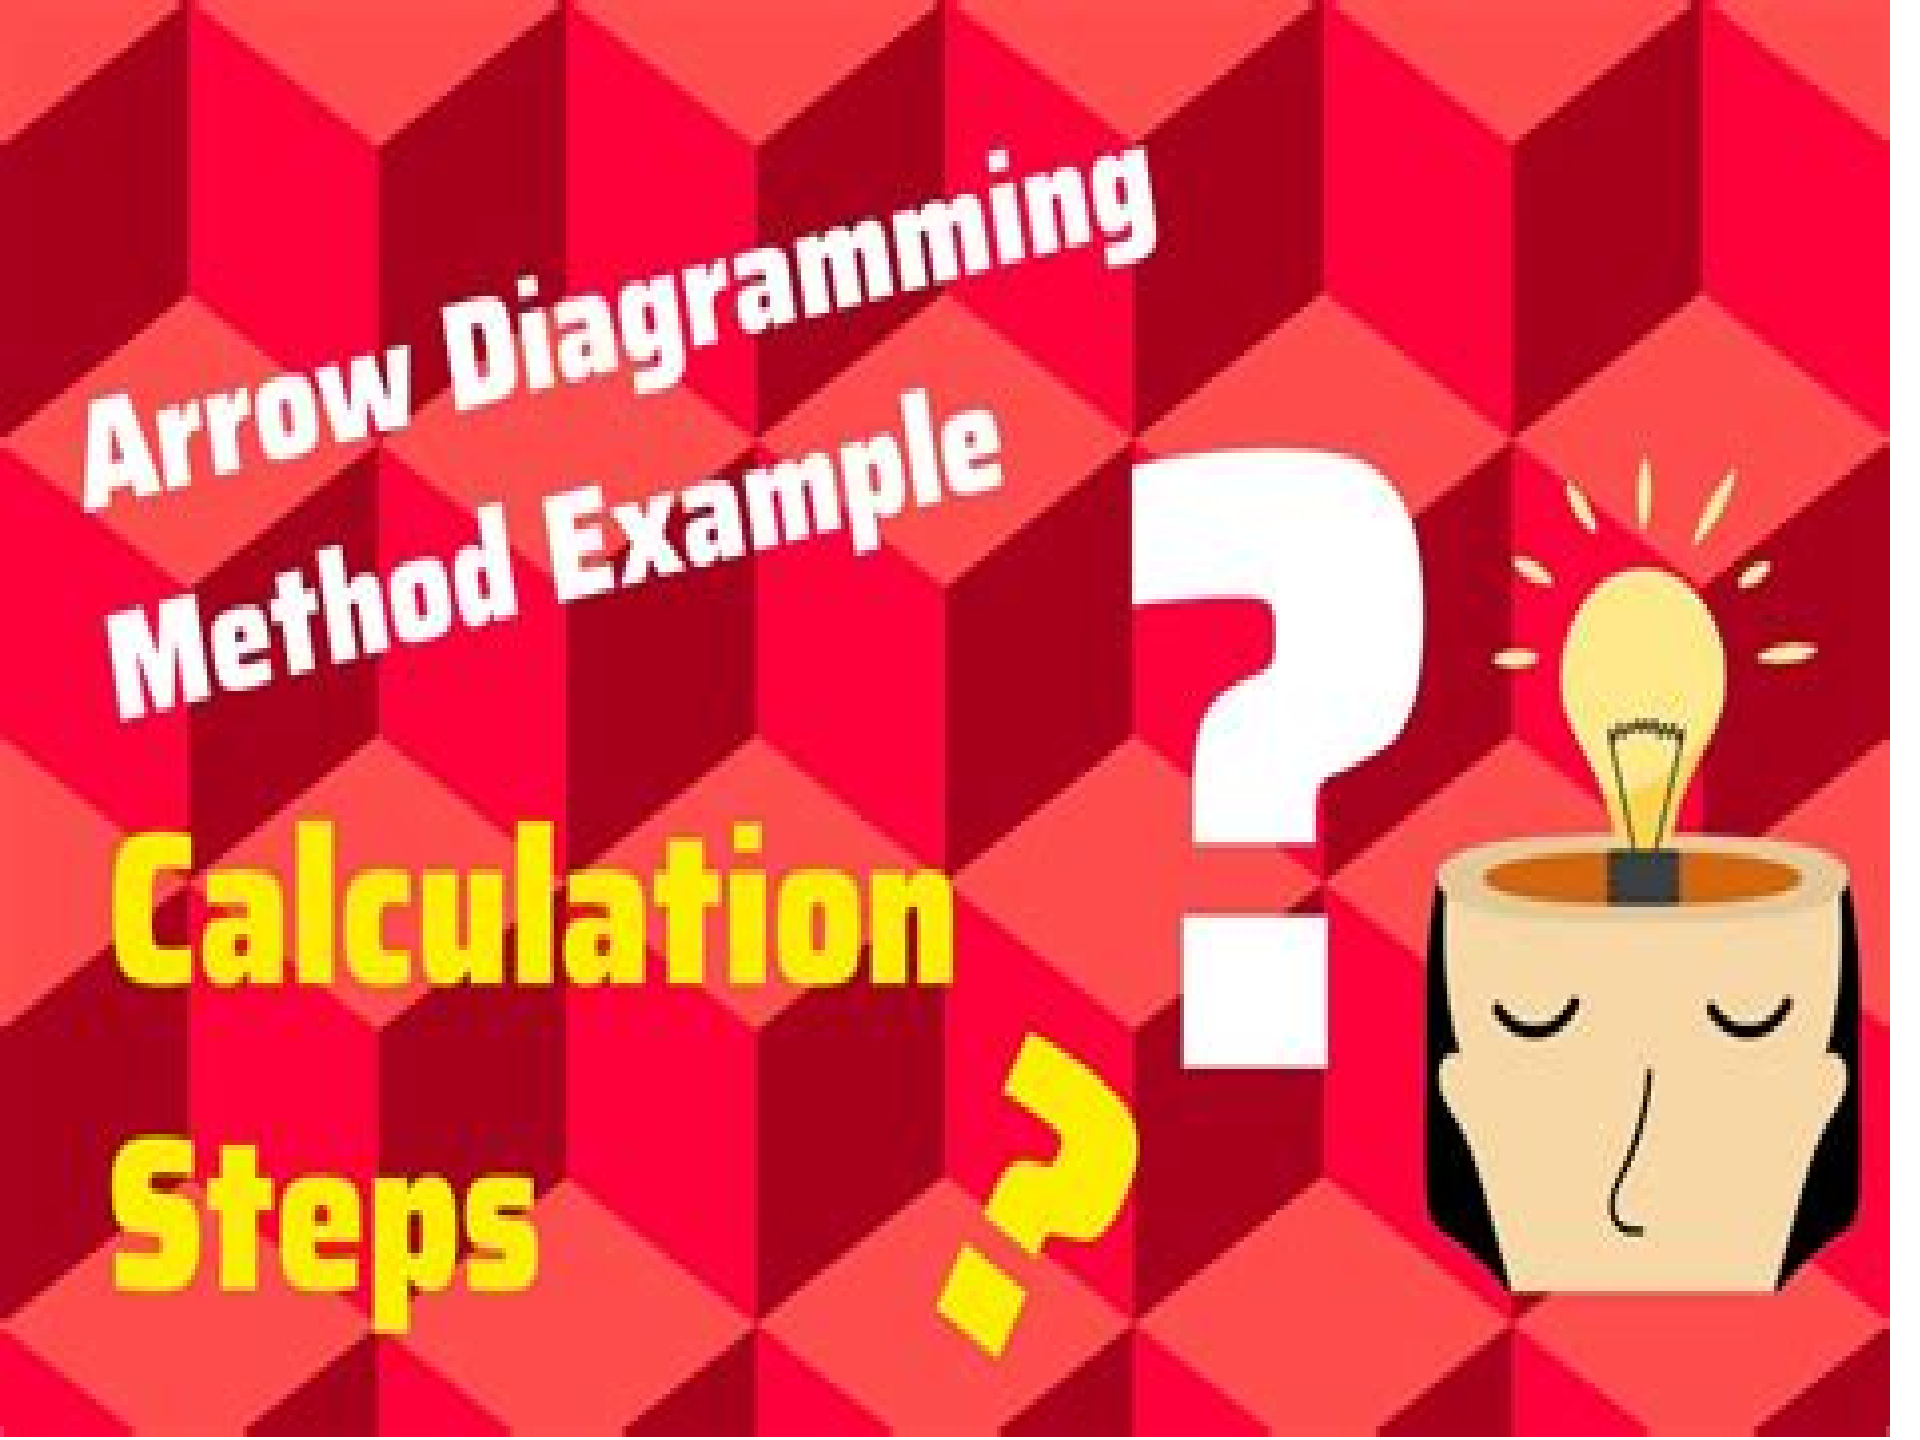 Arrow Diagramming
Method Example
?
Calculation
Steps
?